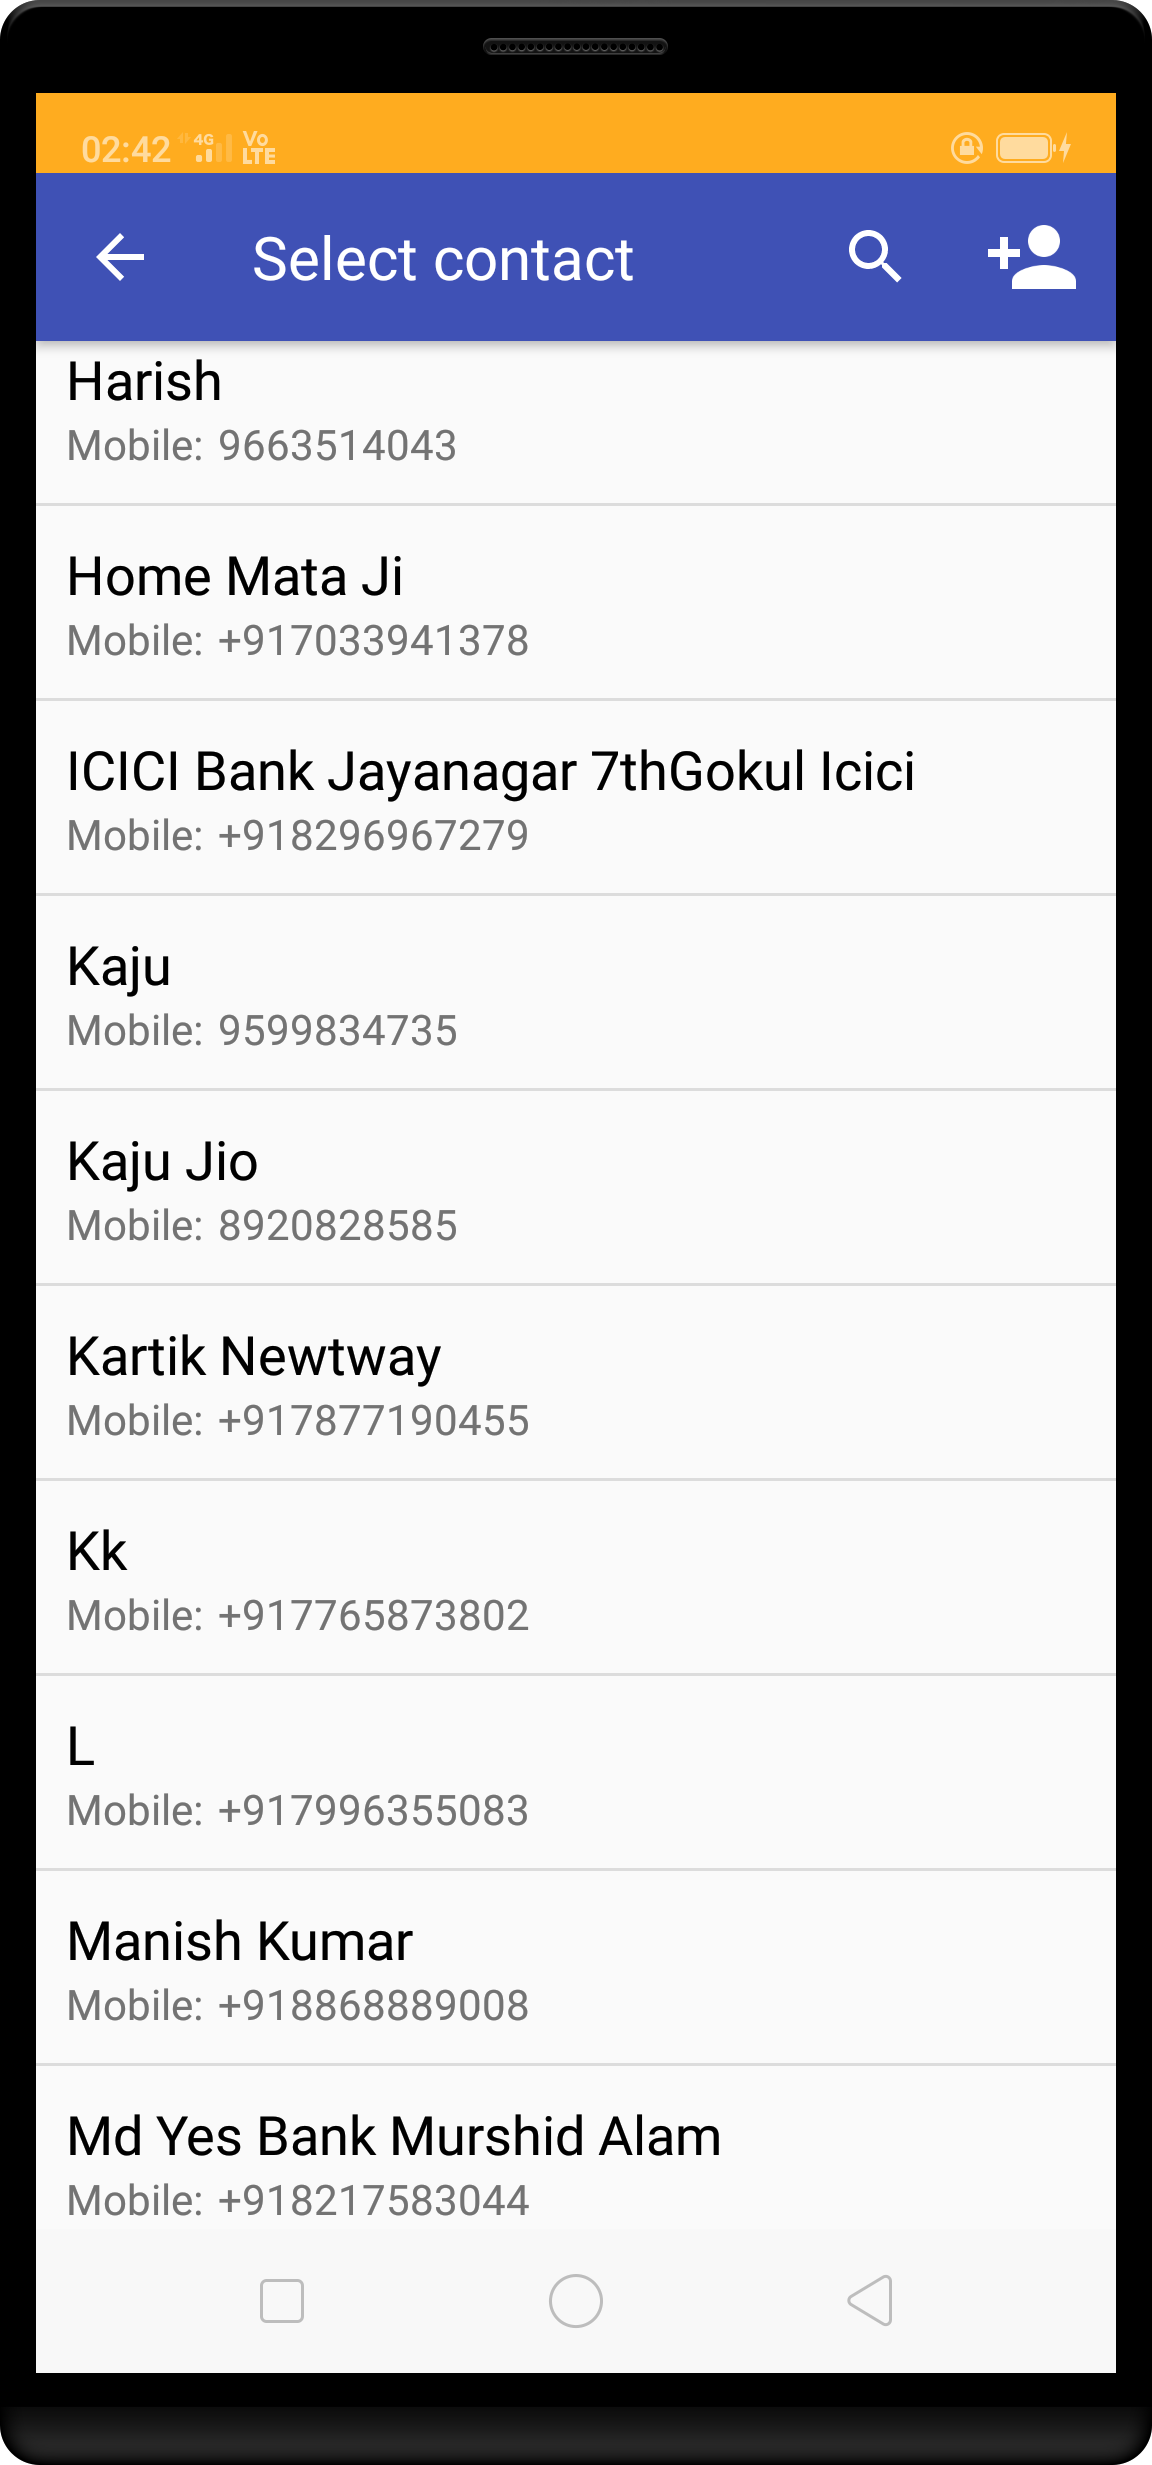 02:42 4G Vo LTE
Select contact
Harish
Mobile: 9663514043
Home Mata Ji
Mobile: +917033941378
ICICI Bank Jayanagar 7thGokul Icici
Mobile: +918296967279
Kaju
Mobile: 9599834735
Kaju Jio
Mobile: 8920828585
Kartik Newtway
Mobile: +917877190455
Kk
Mobile: +917765873802
L
Mobile: +917996355083
Manish Kumar
Mobile: +918868889008
Md Yes Bank Murshid Alam
Mobile: +918217583044